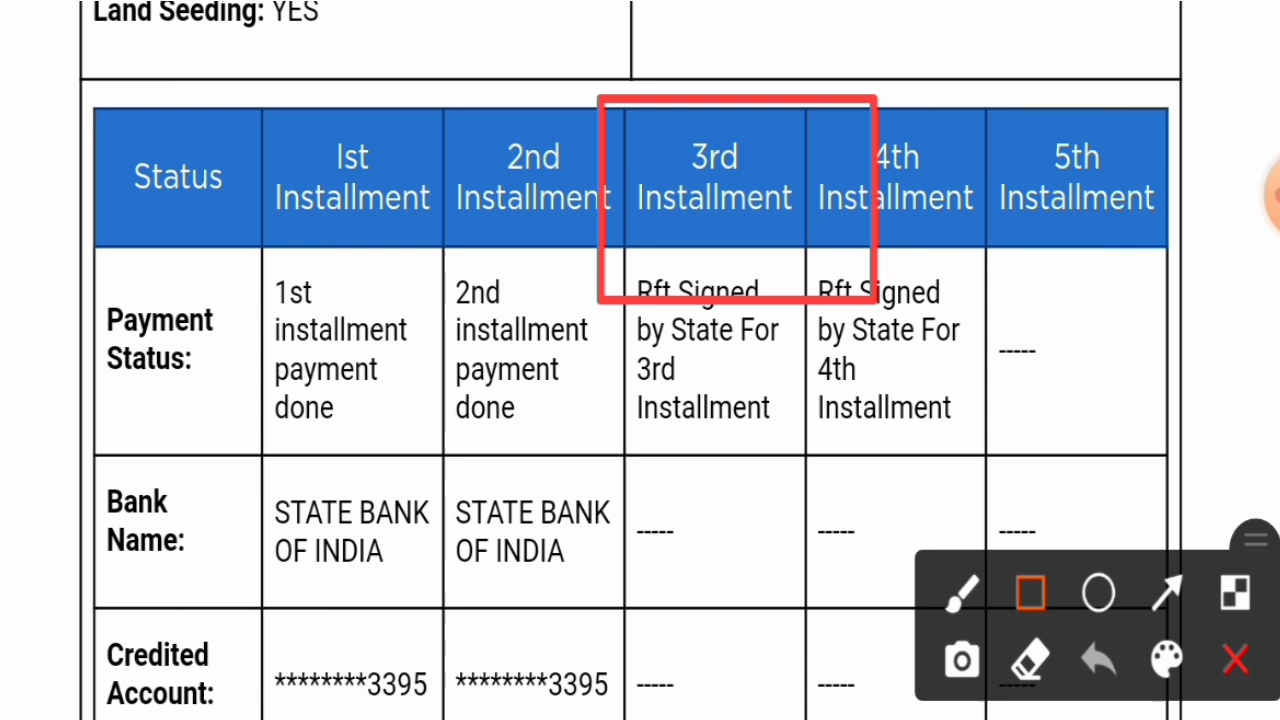 Land Seeding: YES
Status
Ist
Installment
2nd
Installment
3rd
Installment
4th
Installment
5th
Installment
Payment
Status:
1st
installment
payment
done
2nd
installment
payment
done
Rft Signed
by State For
3rd
Installment
Rft Signed
by State For
4th
Installment
-----
Bank
Name:
STATE BANK
OF INDIA
STATE BANK
OF INDIA
-----
-----
-----
Credited
Account:
********3395
********3395
-----
-----
-----